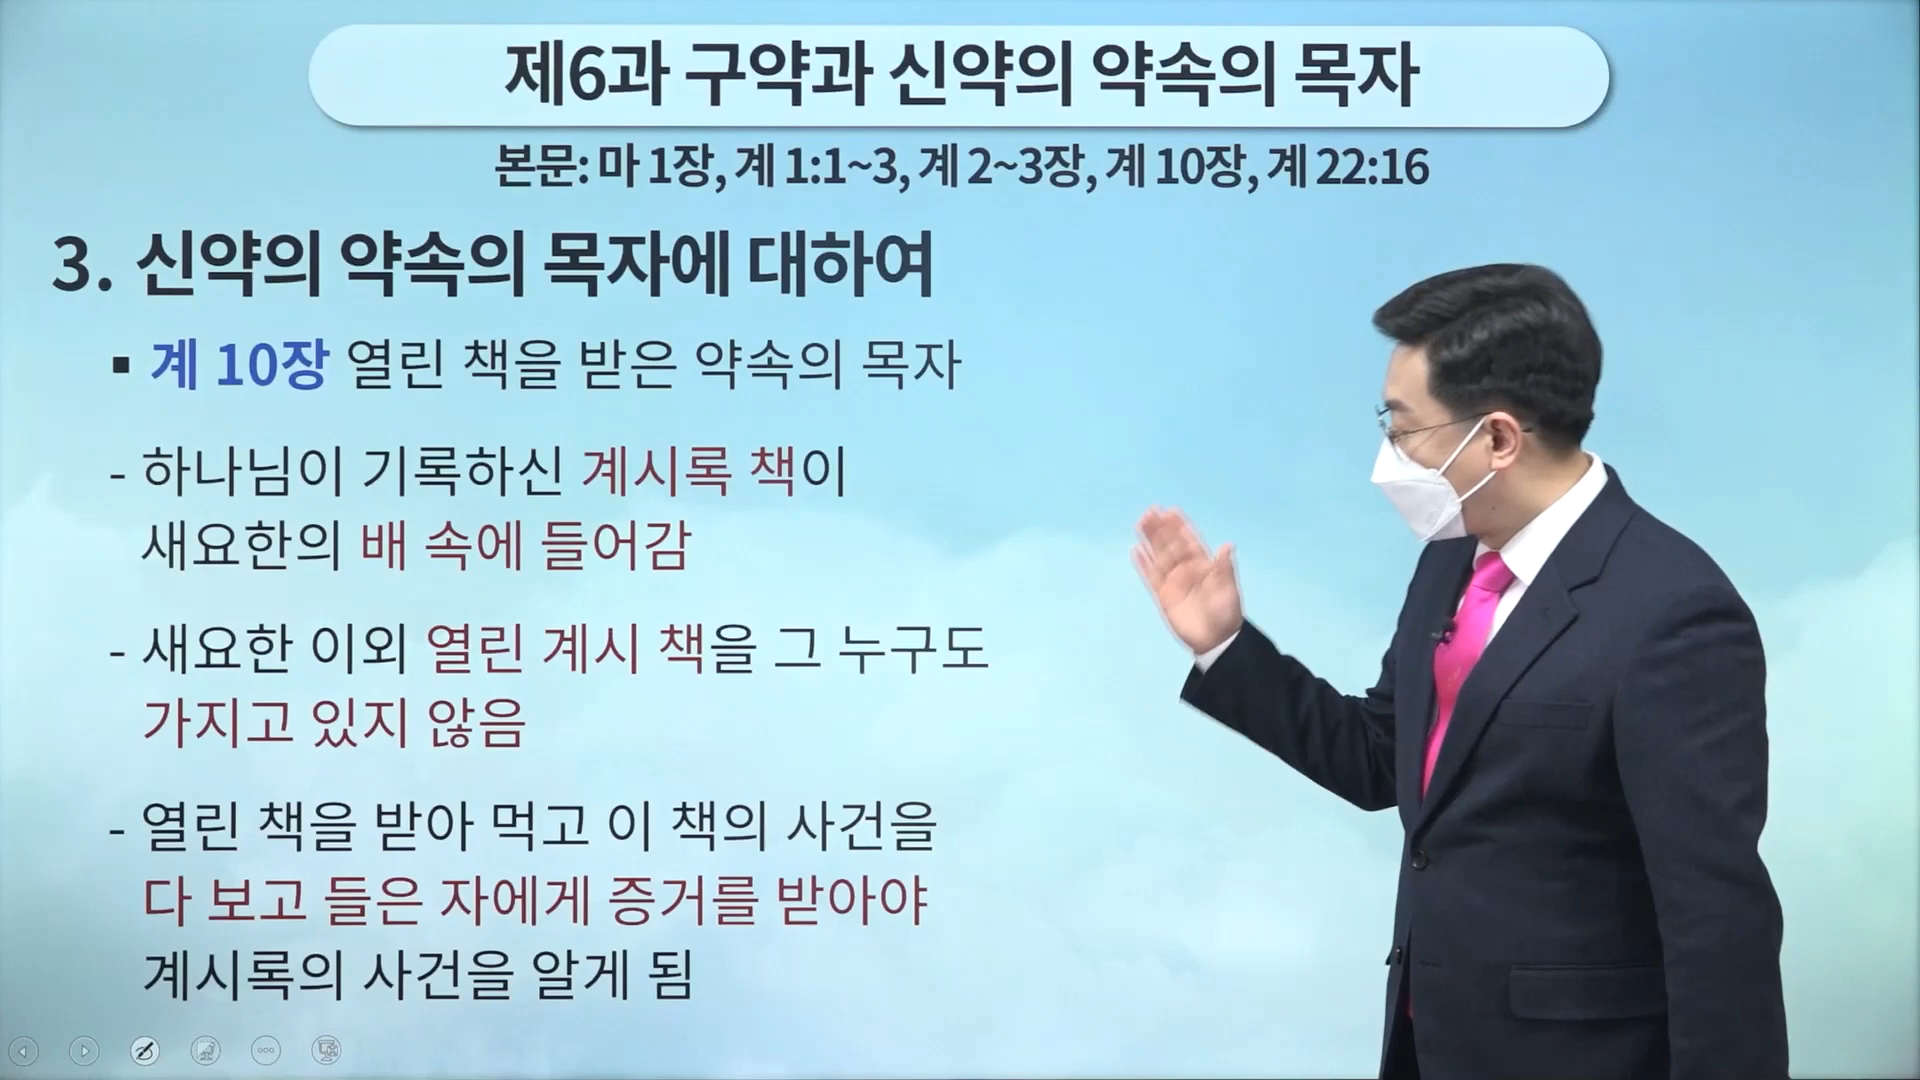 제6과 구약과 신약의 약속의 목자
본문: 마 1장, 계 1:1~3, 계 2~3장, 계 10장, 계 22:16
3. 신약의 약속의 목자에 대하여
▪ 계 10장 열린 책을 받은 약속의 목자
- 하나님이 기록하신 계시록 책이
새요한의 배 속에 들어감
- 새요한 이외 열린 계시 책을 그 누구도
가지고 있지 않음
- 열린 책을 받아 먹고 이 책의 사건을
다 보고 들은 자에게 증거를 받아야
계시록의 사건을 알게 됨